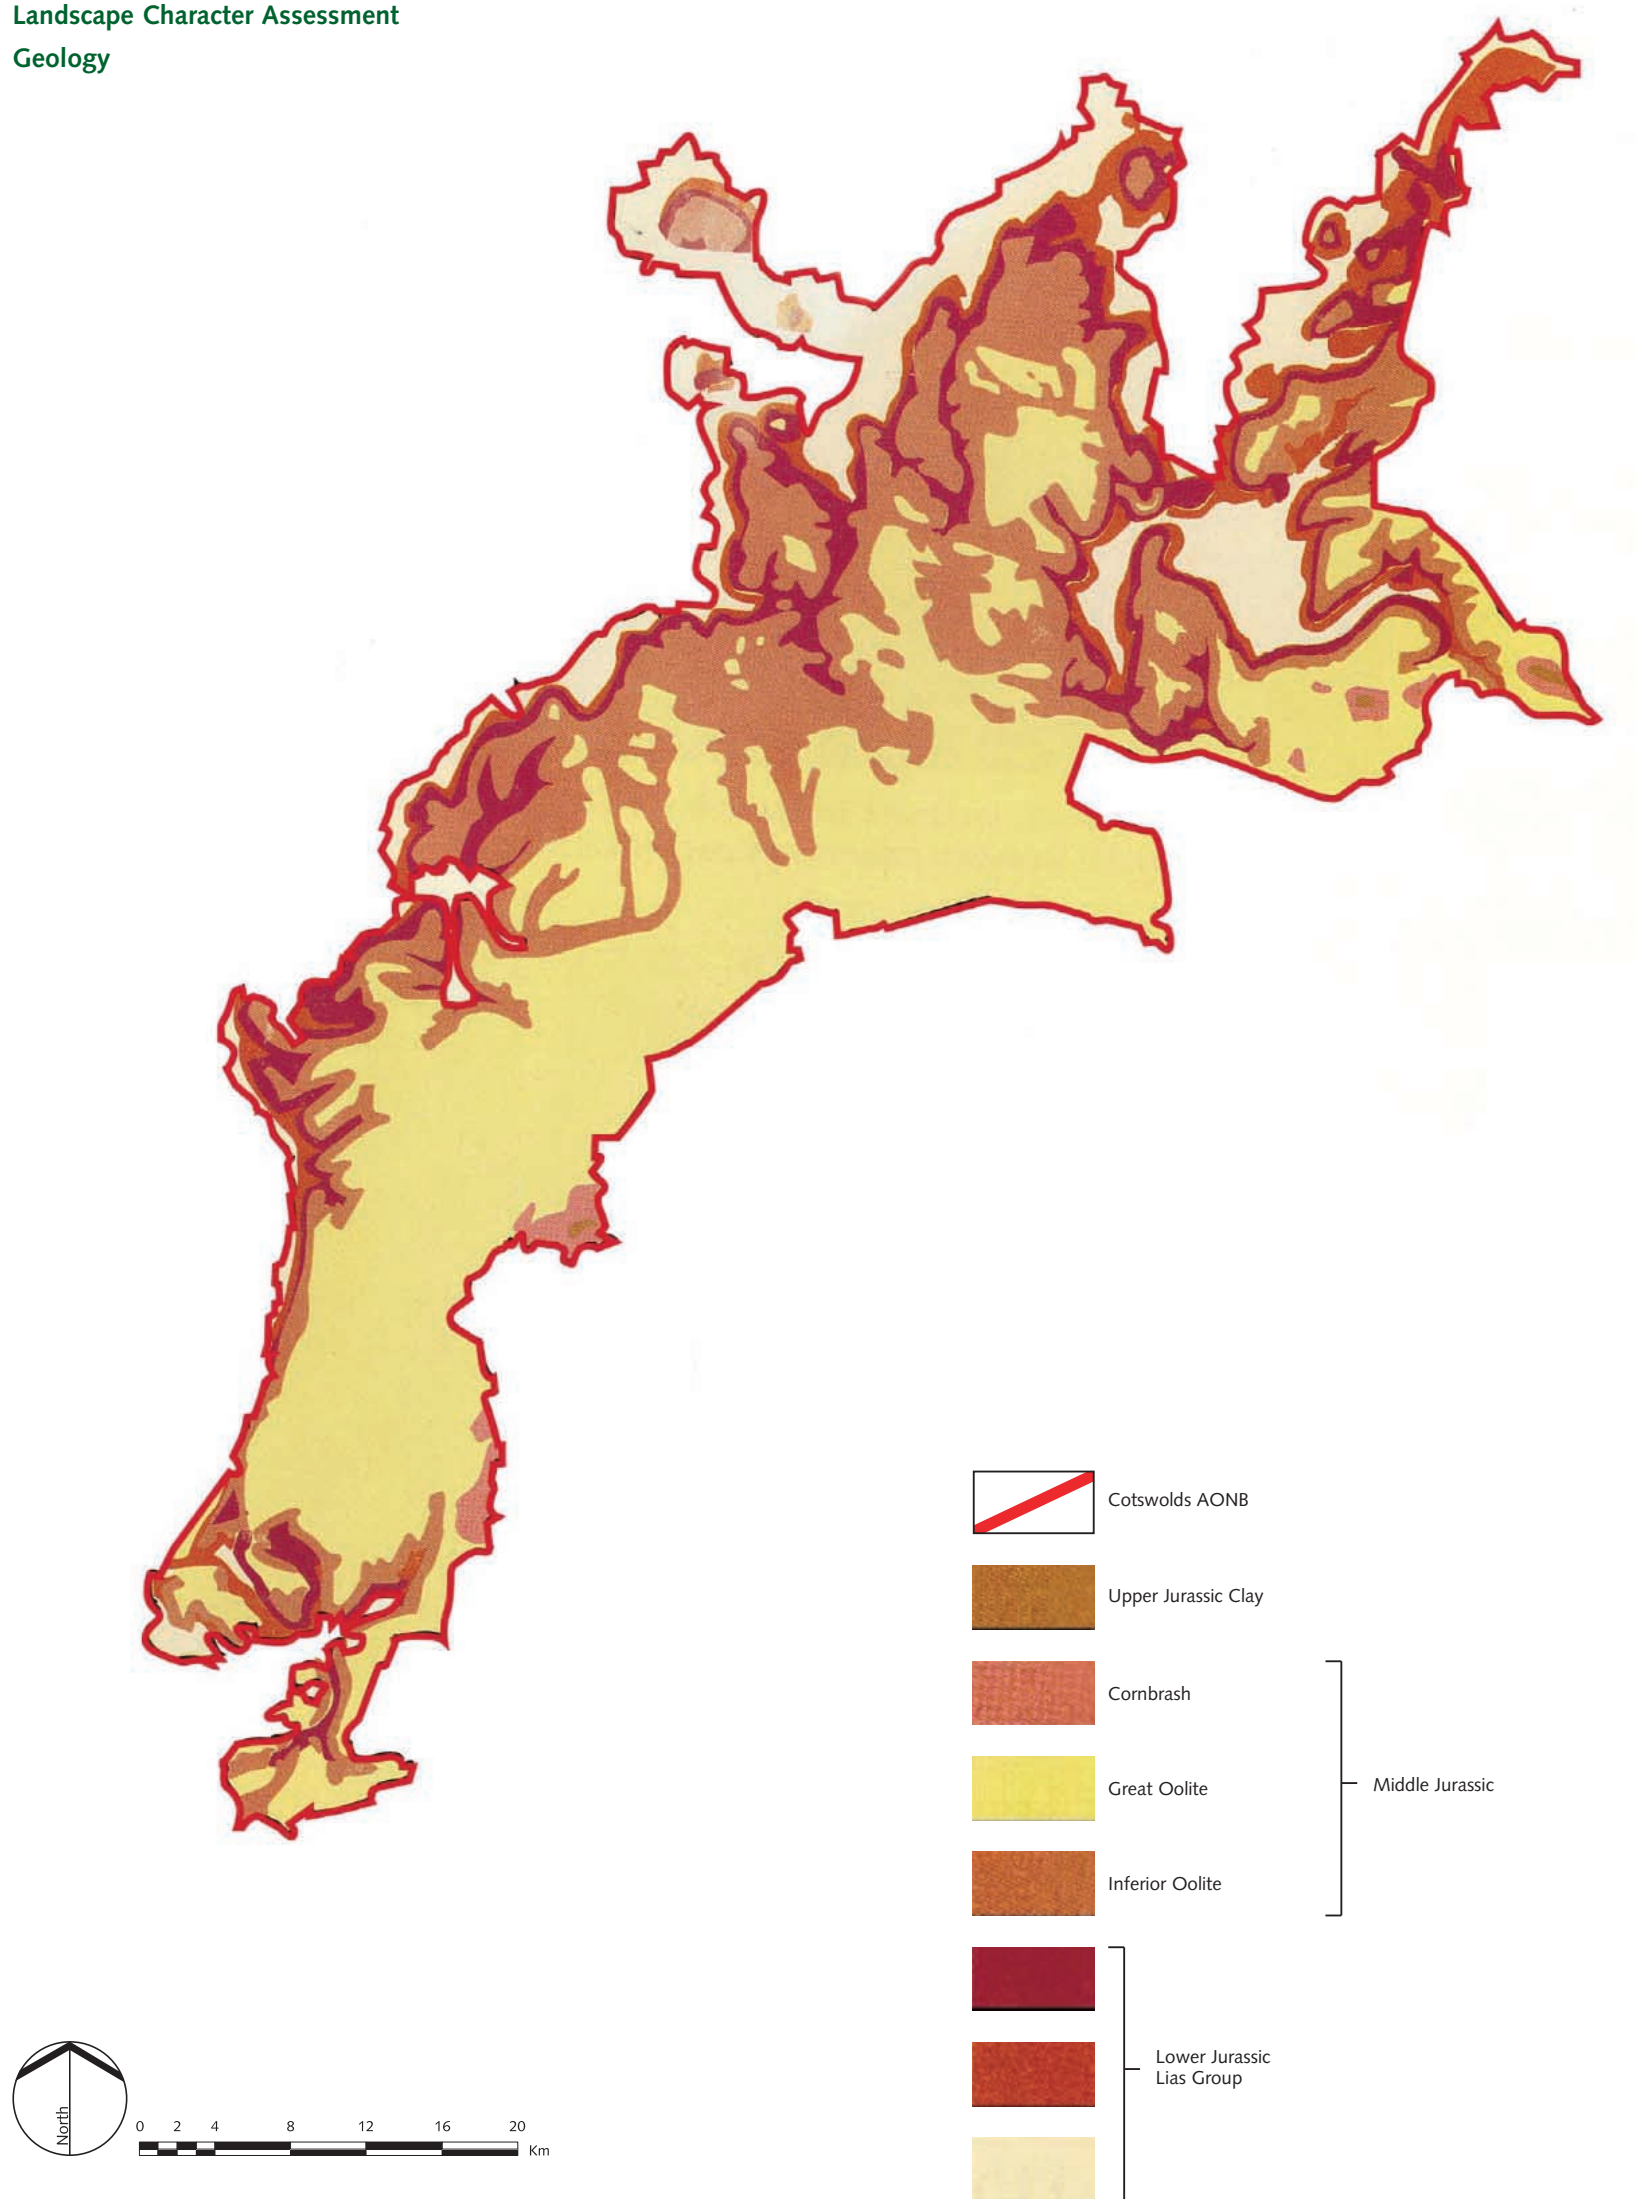 Landscape Character Assessment
Geology
Cotswolds AONB
Upper Jurassic Clay
Cornbrash
Great Oolite
Middle Jurassic
Inferior Oolite
Lower Jurassic
Lias Group
North
0 2 4 8 12 16 20
Km